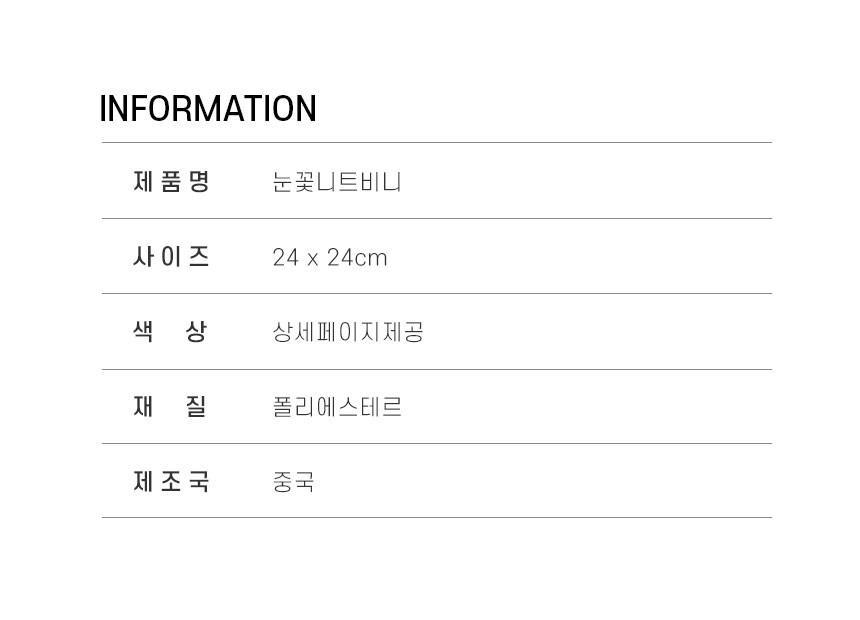 INFORMATION
제품명 눈꽃니트비니
사이즈 24 x 24cm
색 상 상세페이지제공
재 질 폴리에스테르
제조국 중국